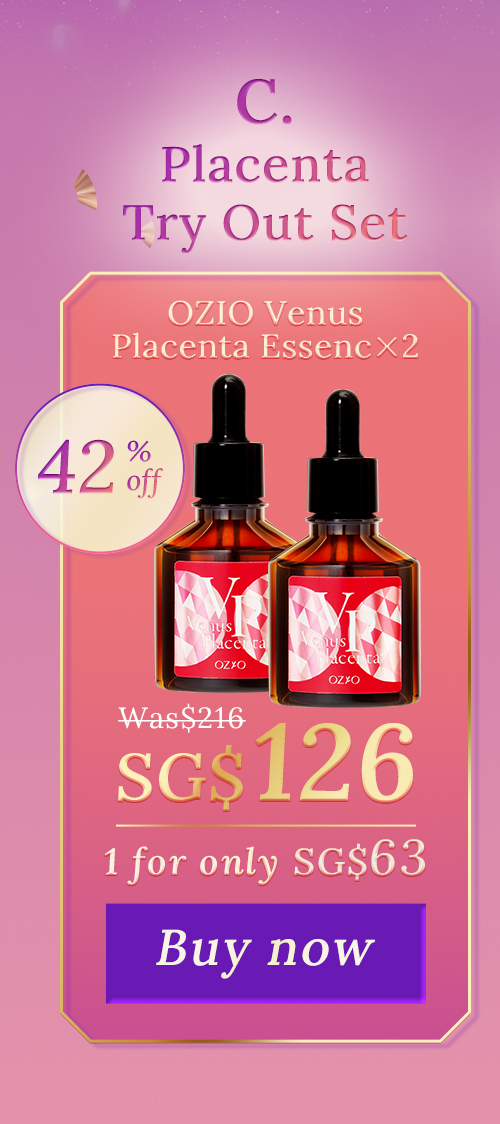 C.
Placenta
Try Out Set
OZIO Venus
Placenta Essenc×2
42 %
off
VP
Venus
Placenta
OZIO
VP
Venus
Placenta
OZIO
Was$216
SG$126
1 for only SG$63
Buy now